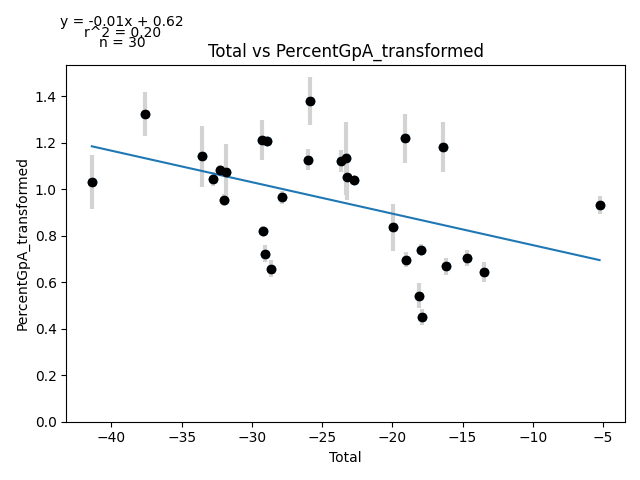 y = -0.01x + 0.62
r^2 = 0.20
n = 30
Total vs PercentGpA_transformed
PercentGpA_transformed
1.4
1.2
1.0
0.8
0.6
0.4
0.2
0.0
−40 −35 −30 −25 −20 −15 −10 −5
Total